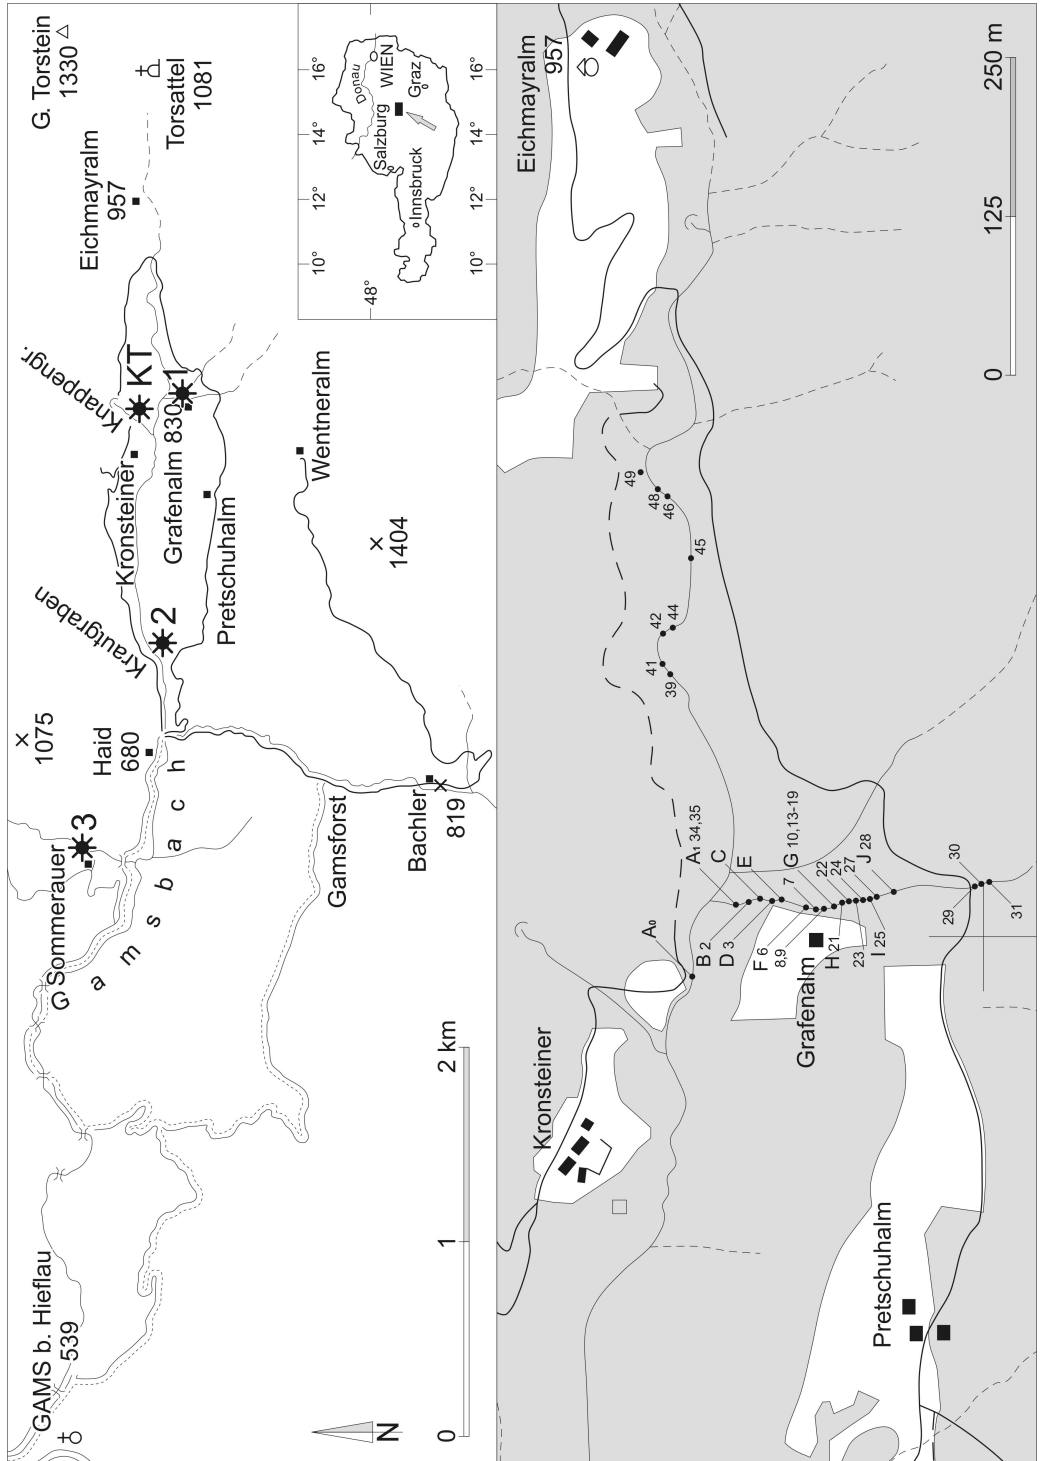 GAMS b. Hieflau
539
G. Torstein
1330
Torsattel
1081
Eichmayralm
957
Knappengr.
KT
1
Kronsteiner
Grafenalm 830
Pretschuhalm
Krautgraben
2
Wentneralm
1404
1075
Haid
680
3
Sommerauer
G a m s b a c h
Gamsforst
Bachler
819
N
0
1
2 km
10°
12°
14°
16°
48°
10°
12°
14°
16°
Donau
WIEN
Salzburg
Graz
Innsbruck
Eichmayralm
957
0
125
250 m
49
48
46
45
44
42
41
39
A1 34,35
C
E
7
G 10,13-19
22
24
27
J 28
30
A0
B 2
D 3
F 6
8,9
H 21
23
I 25
29
31
Grafenalm
Kronsteiner
Pretschuhalm